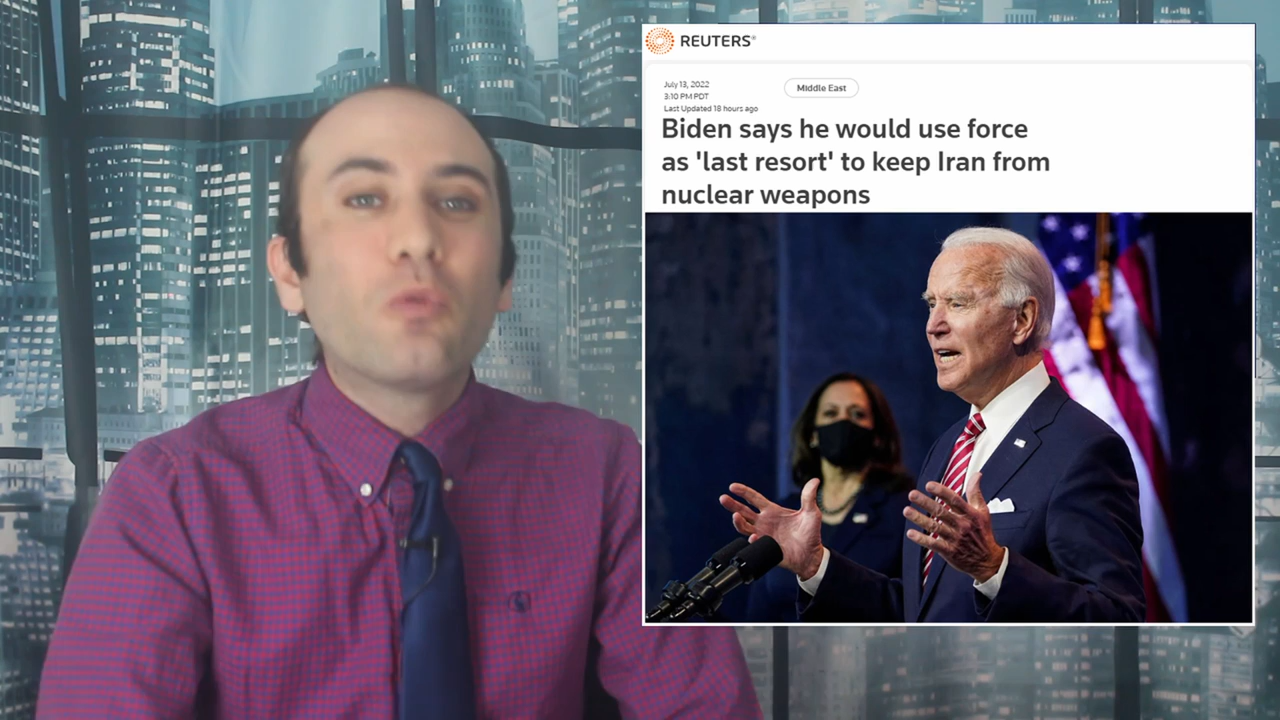 REUTERS®
July 13, 2022
3:10 PM PDT
Middle East
Last Updated 18 hours ago
Biden says he would use force
as 'last resort' to keep Iran from
nuclear weapons